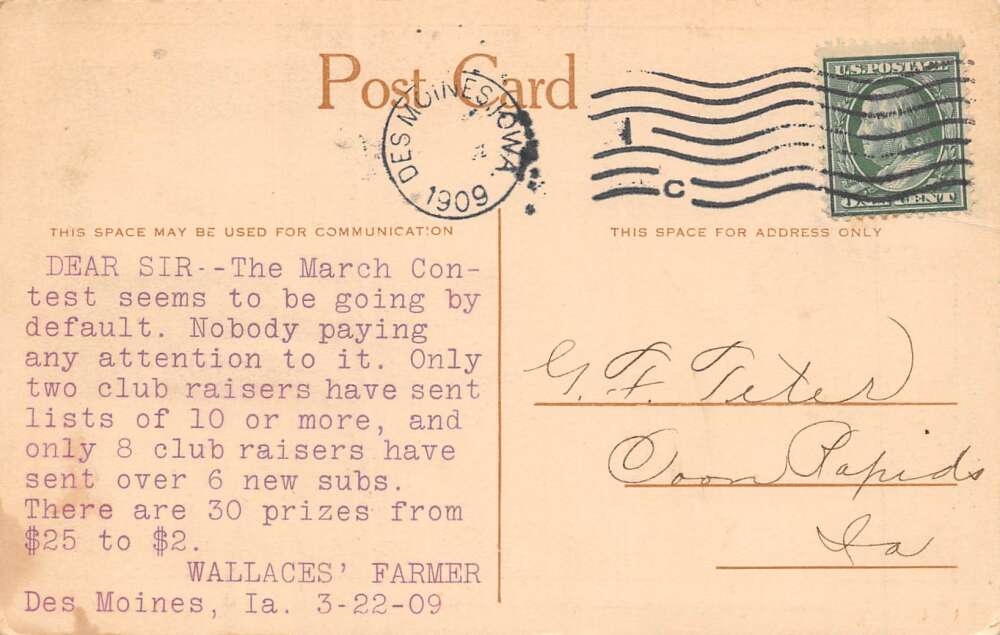 Post Card
DES MOINES, IOWA
1909
1
C
U.S. POSTAGE
ONE CENT
THIS SPACE MAY BE USED FOR COMMUNICATION
THIS SPACE FOR ADDRESS ONLY
DEAR SIR--The March Con-
test seems to be going by
default. Nobody paying
any attention to it. Only
two club raisers have sent
lists of 10 or more, and
only 8 club raisers have
sent over 6 new subs.
There are 30 prizes from
$25 to $2.
WALLACES' FARMER
Des Moines, Ia. 3-22-09
G. F. Teter
Coon Rapids
Ia